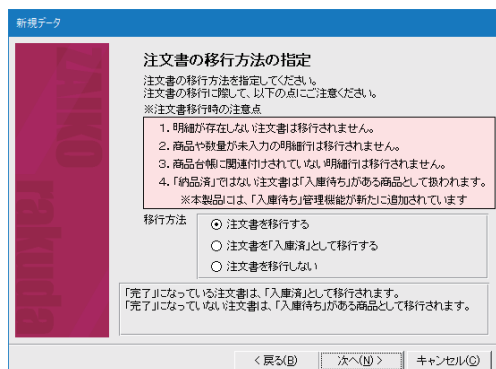 新規データ
ZAIKO rakuda
注文書の移行方法の指定
注文書の移行方法を指定してください。
注文書の移行に際して、以下の点にご注意ください。
※注文書移行時の注意点
1. 明細が存在しない注文書は移行されません。
2. 商品や数量が未入力の明細行は移行されません。
3. 商品台帳に関連付けされていない明細行は移行されません。
4. 「納品済」ではない注文書は「入庫待ち」がある商品として扱われます。
※本製品には、「入庫待ち」管理機能が新たに追加されています
移行方法
注文書を移行する
注文書を「入庫済」として移行する
注文書を移行しない
「完了」になっている注文書は、「入庫済」として移行されます。
「完了」になっていない注文書は、「入庫待ち」がある商品として移行されます。
< 戻る(B)
次へ(N) >
キャンセル(C)